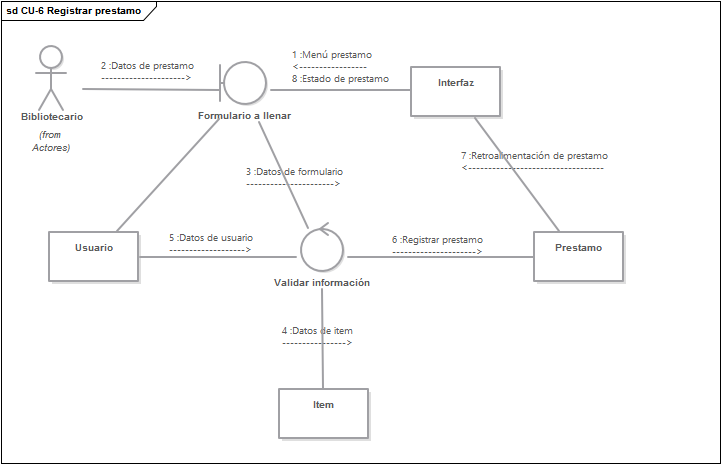 sd CU-6 Registrar prestamo
1 :Menú prestamo
2 :Datos de prestamo
8 :Estado de prestamo
Interfaz
Bibliotecario
(from
Actores)
Formulario a llenar
7 :Retroalimentación de prestamo
3 :Datos de formulario
5 :Datos de usuario
6 :Registrar prestamo
Usuario
Prestamo
Validar información
4 :Datos de item
Item